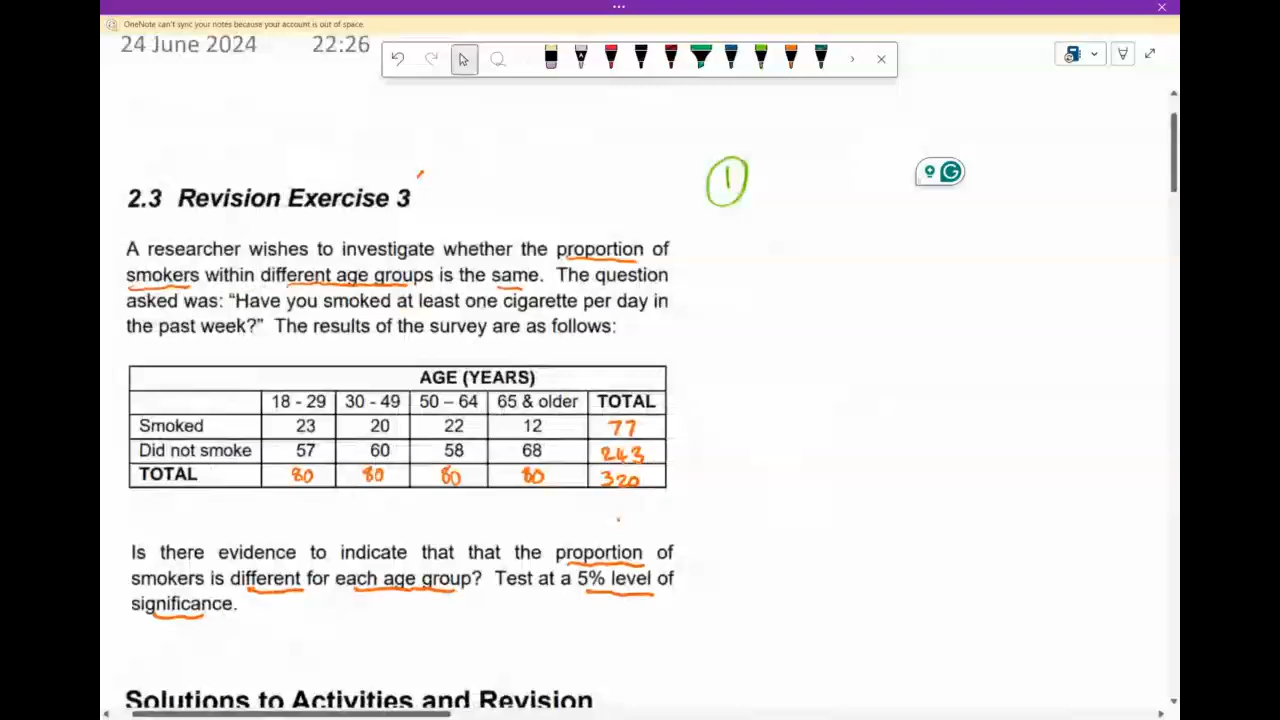 OneNote can't sync your notes because your account is out of space.
24 June 2024 22:26
2.3 Revision Exercise 3
1
A researcher wishes to investigate whether the proportion of
smokers within different age groups is the same. The question
asked was: “Have you smoked at least one cigarette per day in
the past week?” The results of the survey are as follows:
AGE (YEARS)
18 - 29 30 - 49 50 – 64 65 & older TOTAL
Smoked 23 20 22 12 77
Did not smoke 57 60 58 68 243
TOTAL 80 80 80 80 320
Is there evidence to indicate that that the proportion of
smokers is different for each age group? Test at a 5% level of
significance.
Solutions to Activities and Revision